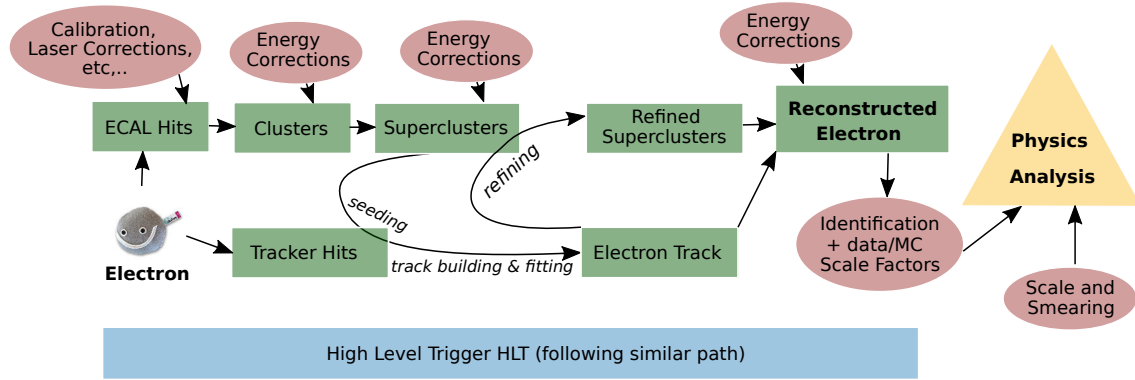 Calibration,
Laser Corrections,
etc,..
Energy
Corrections
Energy
Corrections
Energy
Corrections
ECAL Hits
Clusters
Superclusters
Refined
Superclusters
Reconstructed
Electron
Physics
Analysis
refining
seeding
Electron
Tracker Hits
track building & fitting
Electron Track
Identification
+ data/MC
Scale Factors
Scale and
Smearing
High Level Trigger HLT (following similar path)